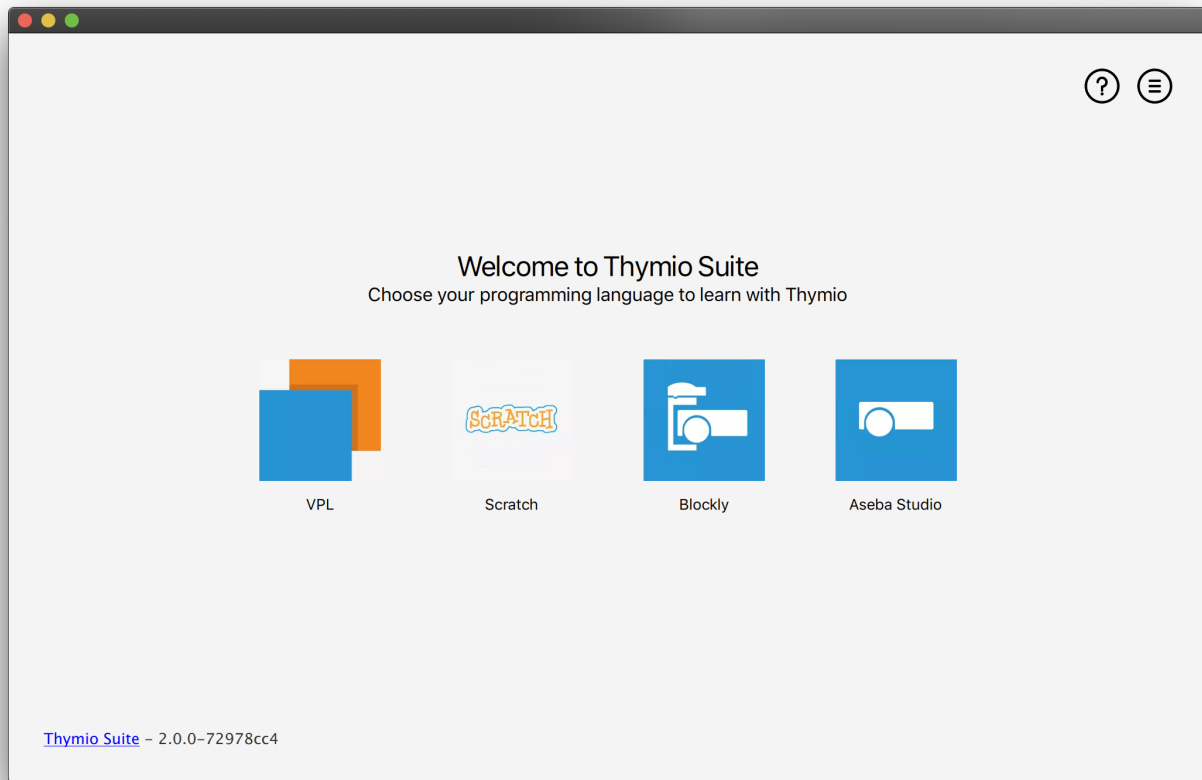 ?
Welcome to Thymio Suite
Choose your programming language to learn with Thymio
SCRATCH
VPL
Scratch
Blockly
Aseba Studio
Thymio Suite – 2.0.0-72978cc4